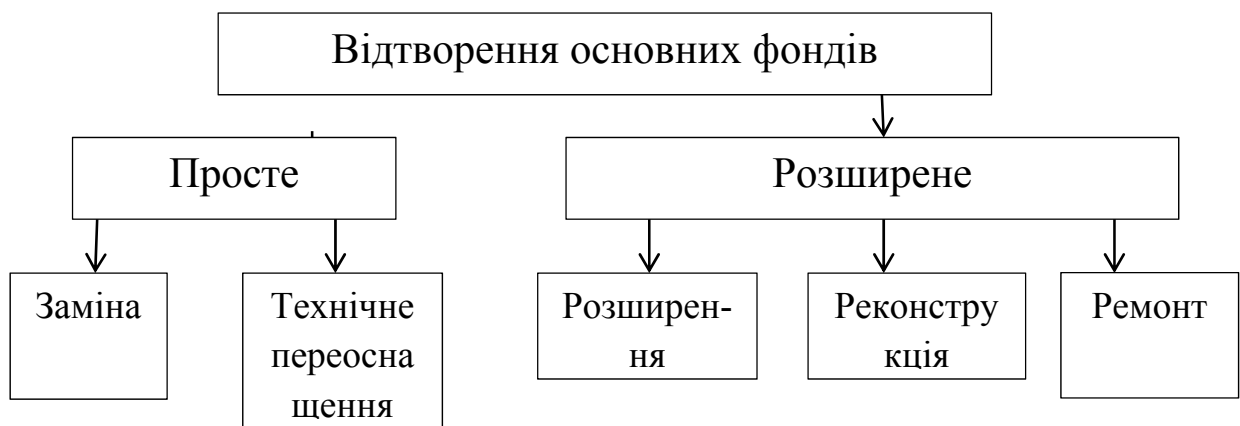 Відтворення основних фондів
Просте
Розширене
Заміна
Технічне
переосна
щення
Розширен-
ня
Реконстру
кція
Ремонт